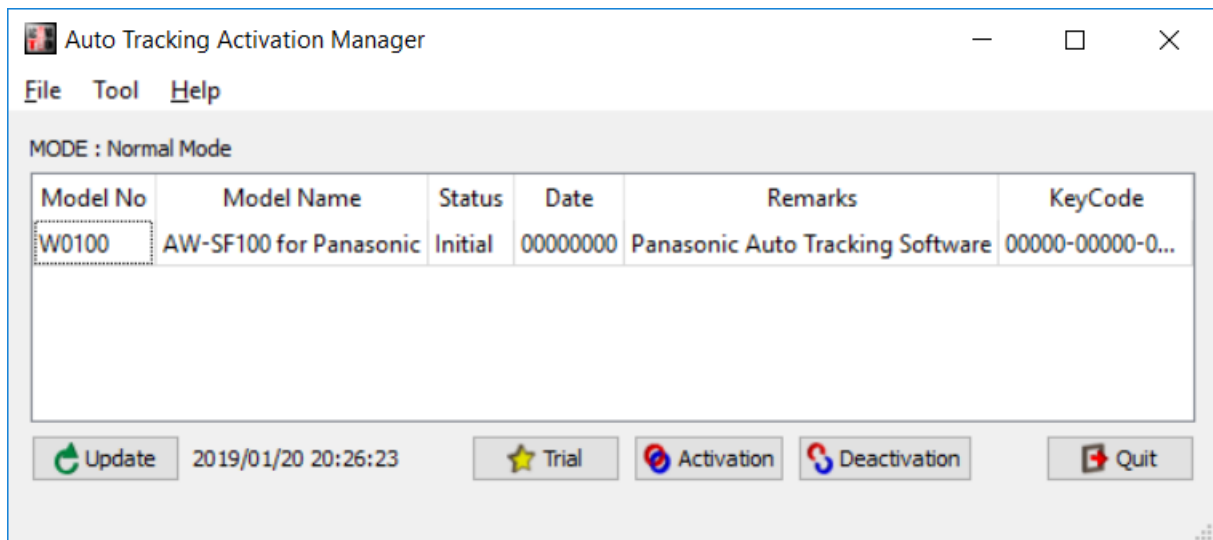 Auto Tracking Activation Manager
File Tool Help
MODE : Normal Mode
Model No Model Name Status Date Remarks KeyCode
W0100 AW-SF100 for Panasonic Initial 00000000 Panasonic Auto Tracking Software 00000-00000-0...
Update 2019/01/20 20:26:23 Trial Activation Deactivation Quit